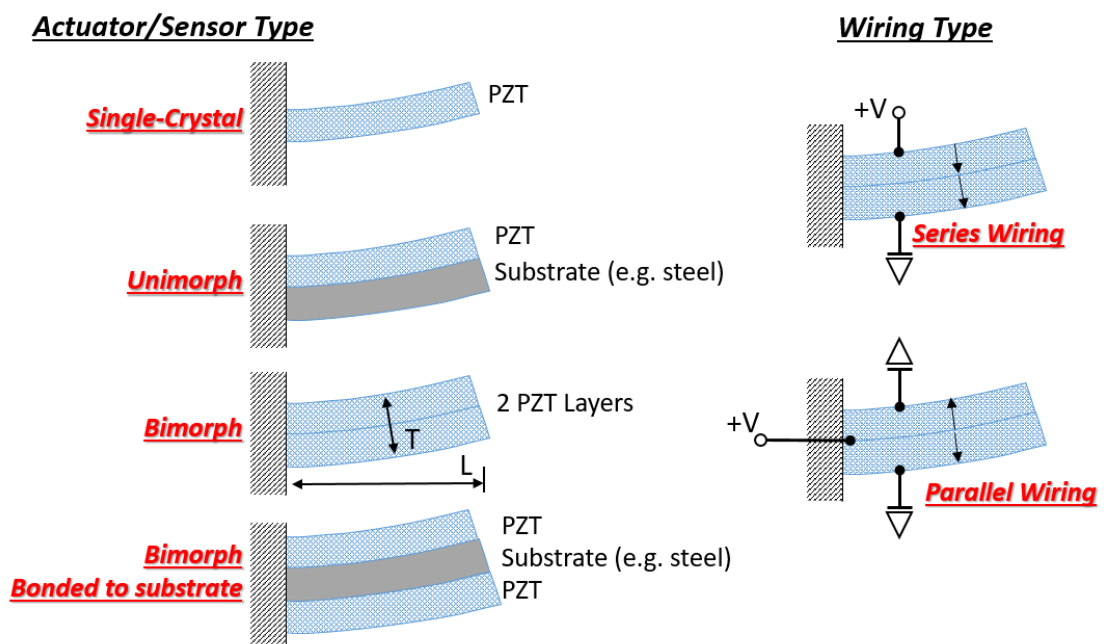 Actuator/Sensor Type
Single-Crystal
PZT
Unimorph
PZT
Substrate (e.g. steel)
Bimorph
2 PZT Layers
T
L
Bimorph
Bonded to substrate
PZT
Substrate (e.g. steel)
PZT
Wiring Type
+V
Series Wiring
+V
Parallel Wiring